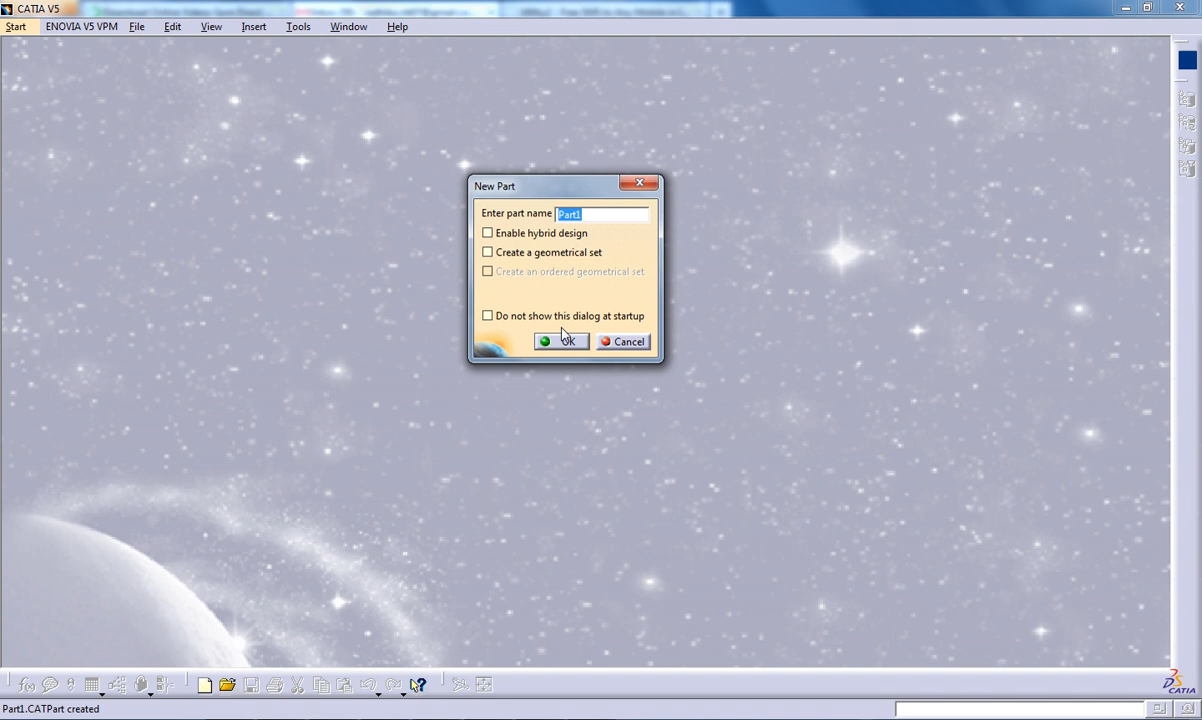 CATIA V5
Start ENOVIA V5 VPM File Edit View Insert Tools Window Help
New Part
Enter part name Part1
Enable hybrid design
Create a geometrical set
Create an ordered geometrical set
Do not show this dialog at startup
OK Cancel
f(x)
CATIA
Part1.CATPart created